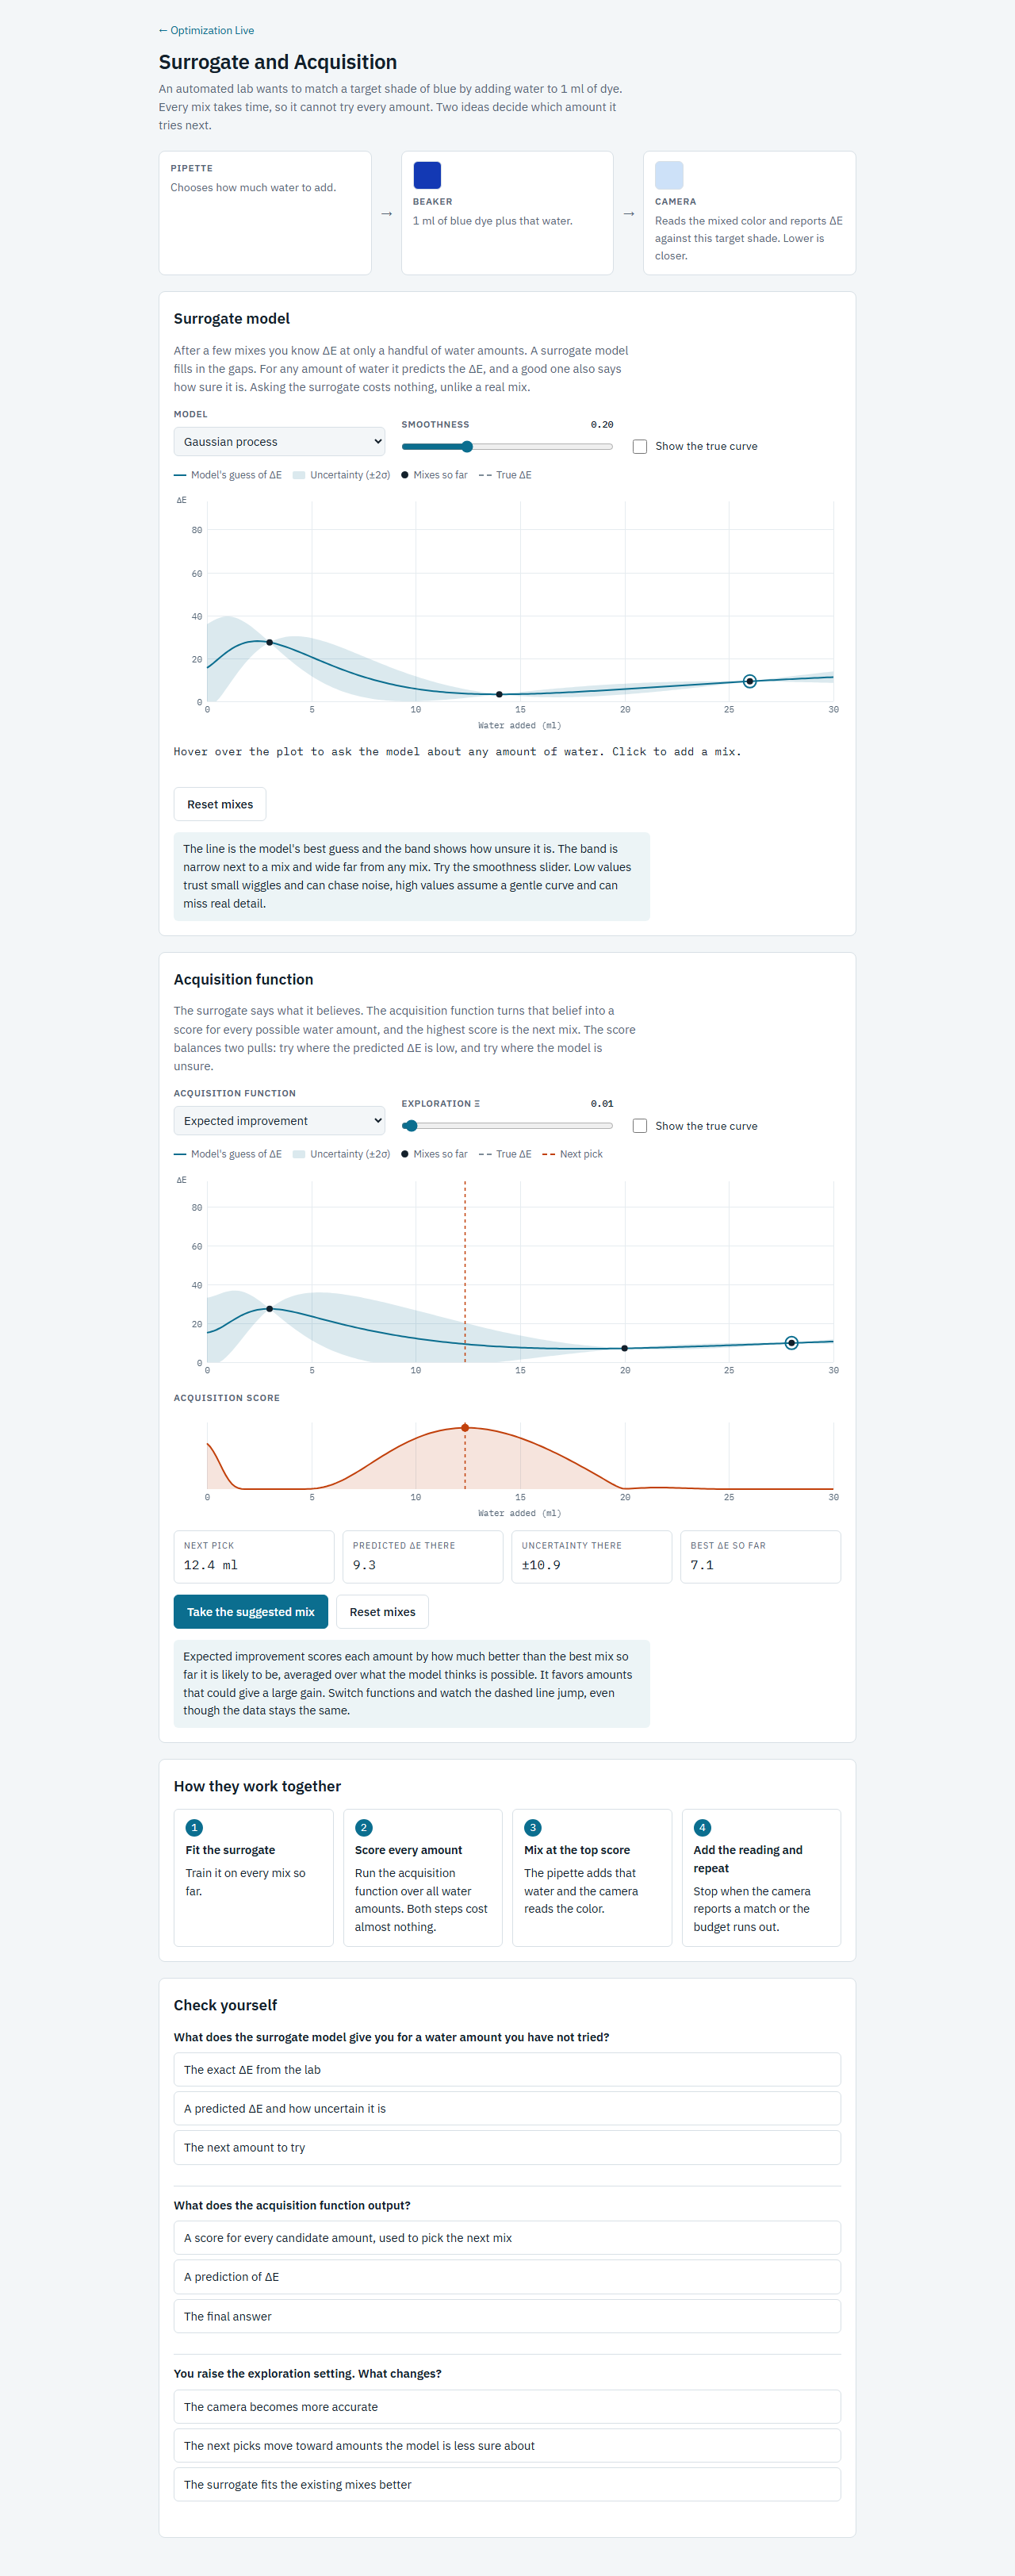 ← Optimization Live
Surrogate and Acquisition
An automated lab wants to match a target shade of blue by adding water to 1 ml of dye.
Every mix takes time, so it cannot try every amount. Two ideas decide which amount it
tries next.
PIPETTE
Chooses how much water to add.
→
BEAKER
1 ml of blue dye plus that water.
→
CAMERA
Reads the mixed color and reports ΔE
against this target shade. Lower is
closer.
Surrogate model
After a few mixes you know ΔE at only a handful of water amounts. A surrogate model
fills in the gaps. For any amount of water it predicts the ΔE, and a good one also says
how sure it is. Asking the surrogate costs nothing, unlike a real mix.
MODEL
Gaussian process
SMOOTHNESS 0.20
Show the true curve
Model's guess of ΔE Uncertainty (±2σ) Mixes so far True ΔE
ΔE
80
60
40
20
0
0 5 10 15 20 25 30
Water added (ml)
Hover over the plot to ask the model about any amount of water. Click to add a mix.
Reset mixes
The line is the model's best guess and the band shows how unsure it is. The band is
narrow next to a mix and wide far from any mix. Try the smoothness slider. Low values
trust small wiggles and can chase noise, high values assume a gentle curve and can
miss real detail.
Acquisition function
The surrogate says what it believes. The acquisition function turns that belief into a
score for every possible water amount, and the highest score is the next mix. The score
balances two pulls: try where the predicted ΔE is low, and try where the model is
unsure.
ACQUISITION FUNCTION
Expected improvement
EXPLORATION Ξ 0.01
Show the true curve
Model's guess of ΔE Uncertainty (±2σ) Mixes so far True ΔE Next pick
ΔE
80
60
40
20
0
0 5 10 15 20 25 30
ACQUISITION SCORE
0 5 10 15 20 25 30
Water added (ml)
NEXT PICK
12.4 ml
PREDICTED ΔE THERE
9.3
UNCERTAINTY THERE
±10.9
BEST ΔE SO FAR
7.1
Take the suggested mix
Reset mixes
Expected improvement scores each amount by how much better than the best mix so
far it is likely to be, averaged over what the model thinks is possible. It favors amounts
that could give a large gain. Switch functions and watch the dashed line jump, even
though the data stays the same.
How they work together
1
Fit the surrogate
Train it on every mix so
far.
2
Score every amount
Run the acquisition
function over all water
amounts. Both steps cost
almost nothing.
3
Mix at the top score
The pipette adds that
water and the camera
reads the color.
4
Add the reading and
repeat
Stop when the camera
reports a match or the
budget runs out.
Check yourself
What does the surrogate model give you for a water amount you have not tried?
The exact ΔE from the lab
A predicted ΔE and how uncertain it is
The next amount to try
What does the acquisition function output?
A score for every candidate amount, used to pick the next mix
A prediction of ΔE
The final answer
You raise the exploration setting. What changes?
The camera becomes more accurate
The next picks move toward amounts the model is less sure about
The surrogate fits the existing mixes better